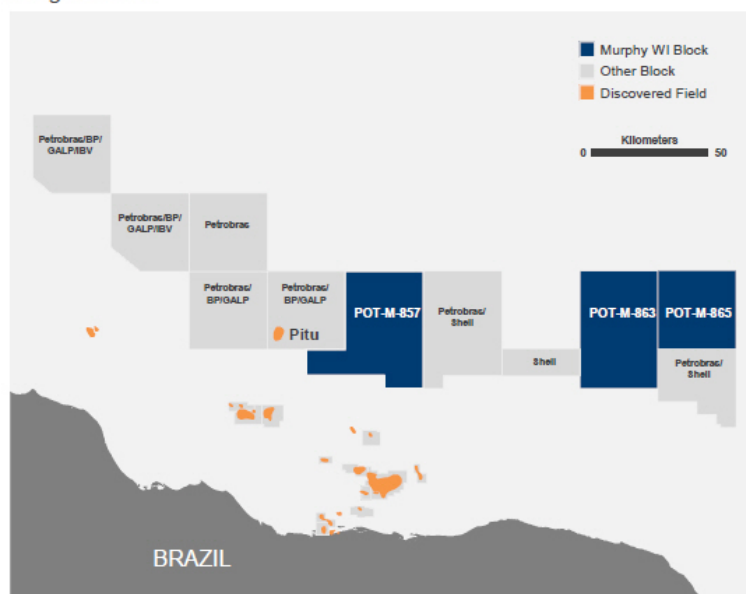 Murphy WI Block
Other Block
Discovered Field
Kilometers
0 50
Petrobras/BP/
GALP/IBV
Petrobras/BP/
GALP/IBV
Petrobras
Petrobras/
BP/GALP
Petrobras/
BP/GALP
Pitu
POT-M-857
Petrobras/
Shell
Shell
POT-M-863
POT-M-865
Petrobras/
Shell
BRAZIL